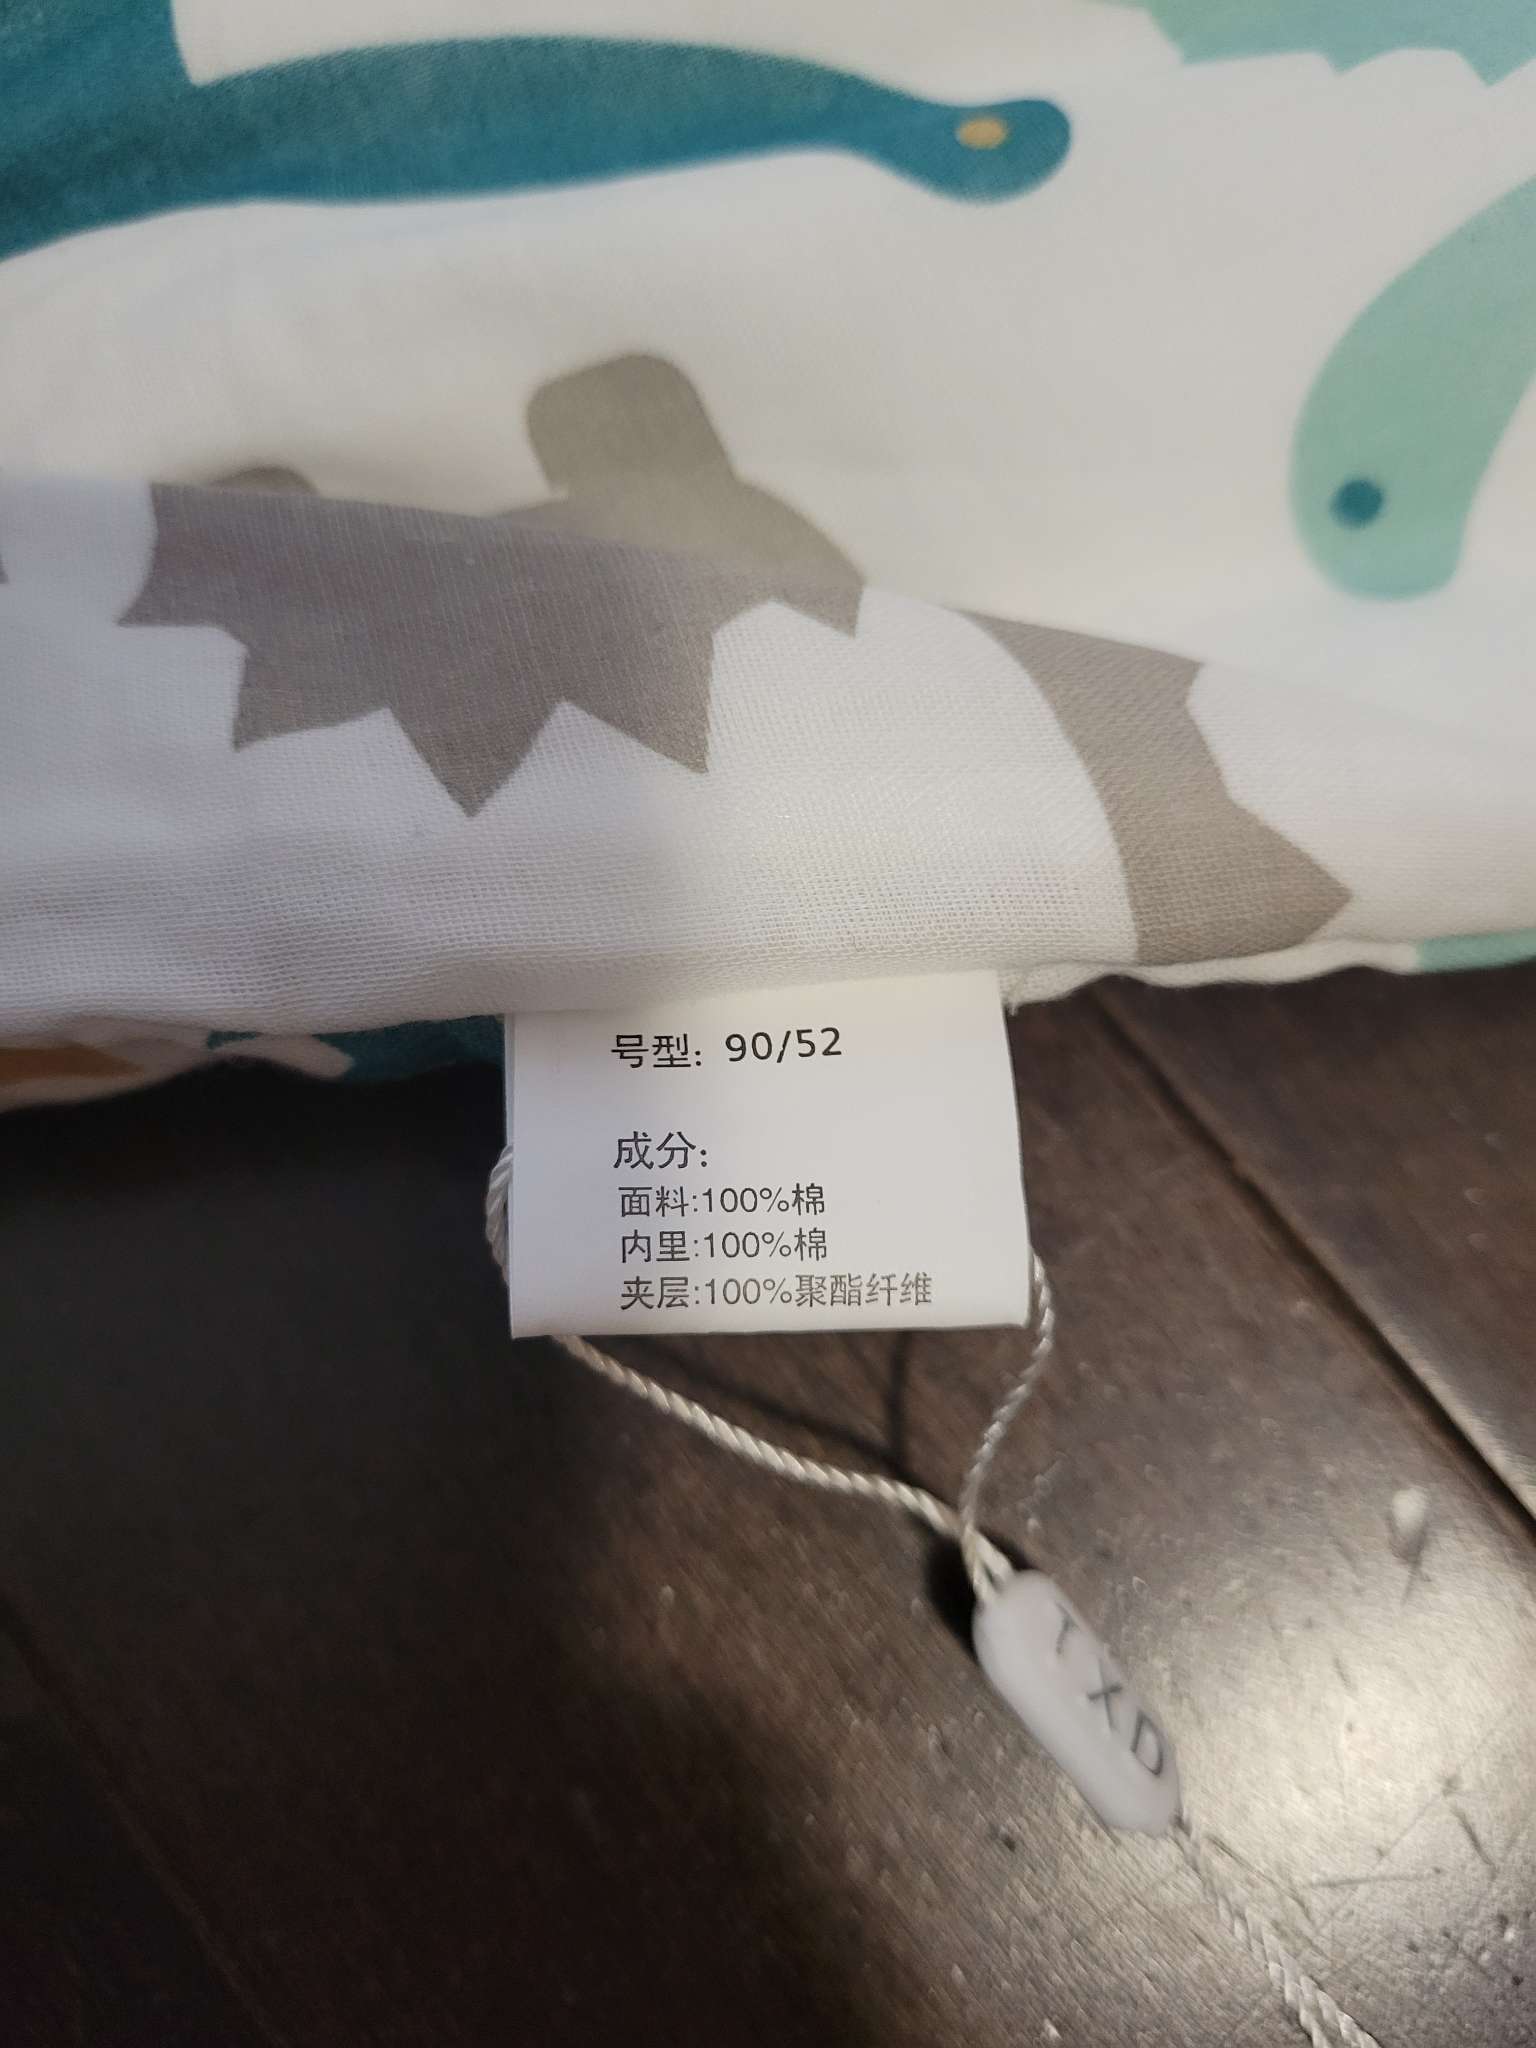 号型: 90/52
成分:
面料:100%棉
内里:100%棉
夹层:100%聚酯纤维
TXD